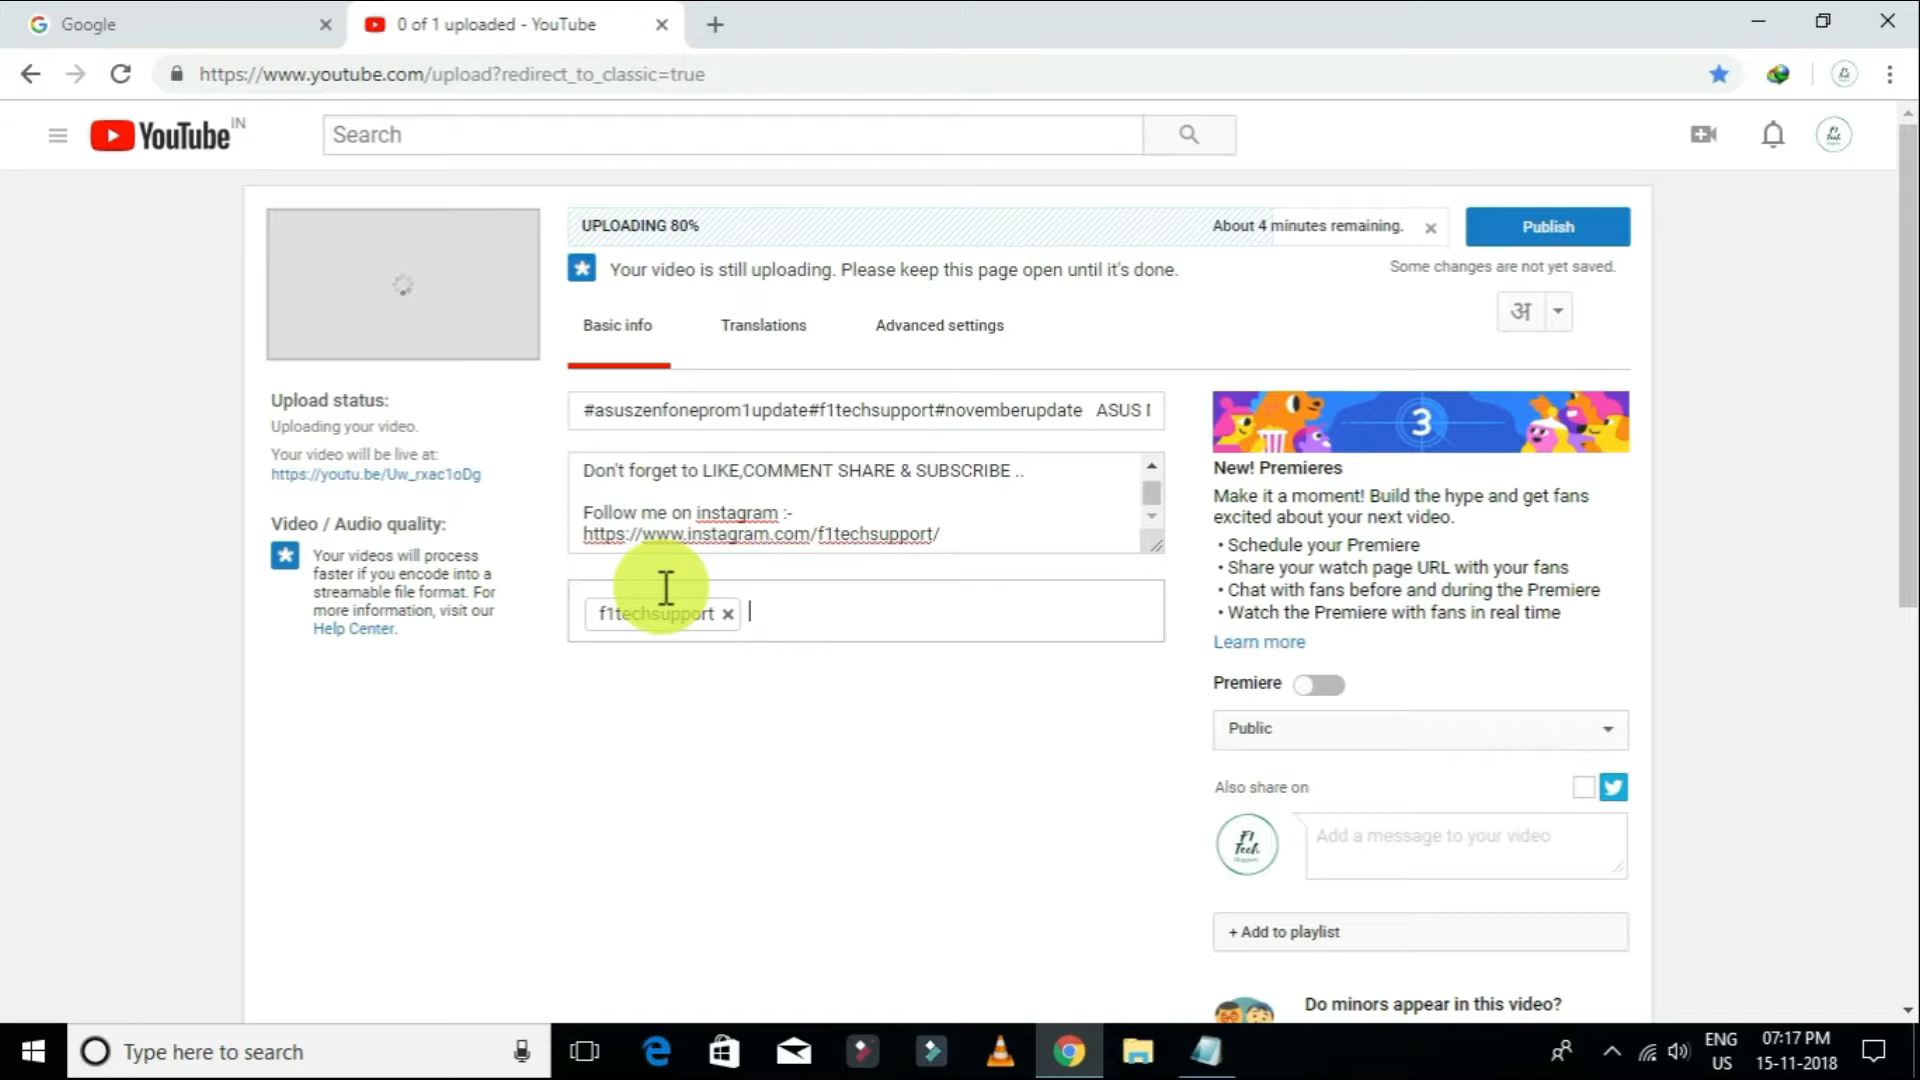 Google
0 of 1 uploaded - YouTube
https://www.youtube.com/upload?redirect_to_classic=true
YouTube IN
Search
UPLOADING 80%
About 4 minutes remaining.
Publish
Your video is still uploading. Please keep this page open until it's done.
Some changes are not yet saved.
अ
Basic info
Translations
Advanced settings
Upload status:
Uploading your video.
Your video will be live at:
https://youtu.be/Uw_rxac1oDg
Video / Audio quality:
Your videos will process
faster if you encode into a
streamable file format. For
more information, visit our
Help Center.
#asuszenfoneprom1update#f1techsupport#novemberupdate ASUS
Don't forget to LIKE,COMMENT SHARE & SUBSCRIBE ..
Follow me on instagram :-
https://www.instagram.com/f1techsupport/
f1techsupport
3
New! Premieres
Make it a moment! Build the hype and get fans
excited about your next video.
• Schedule your Premiere
• Share your watch page URL with your fans
• Chat with fans before and during the Premiere
• Watch the Premiere with fans in real time
Learn more
Premiere
Public
Also share on
F1
Tech
Add a message to your video
+ Add to playlist
Do minors appear in this video?
Type here to search
ENG
US
07:17 PM
15-11-2018